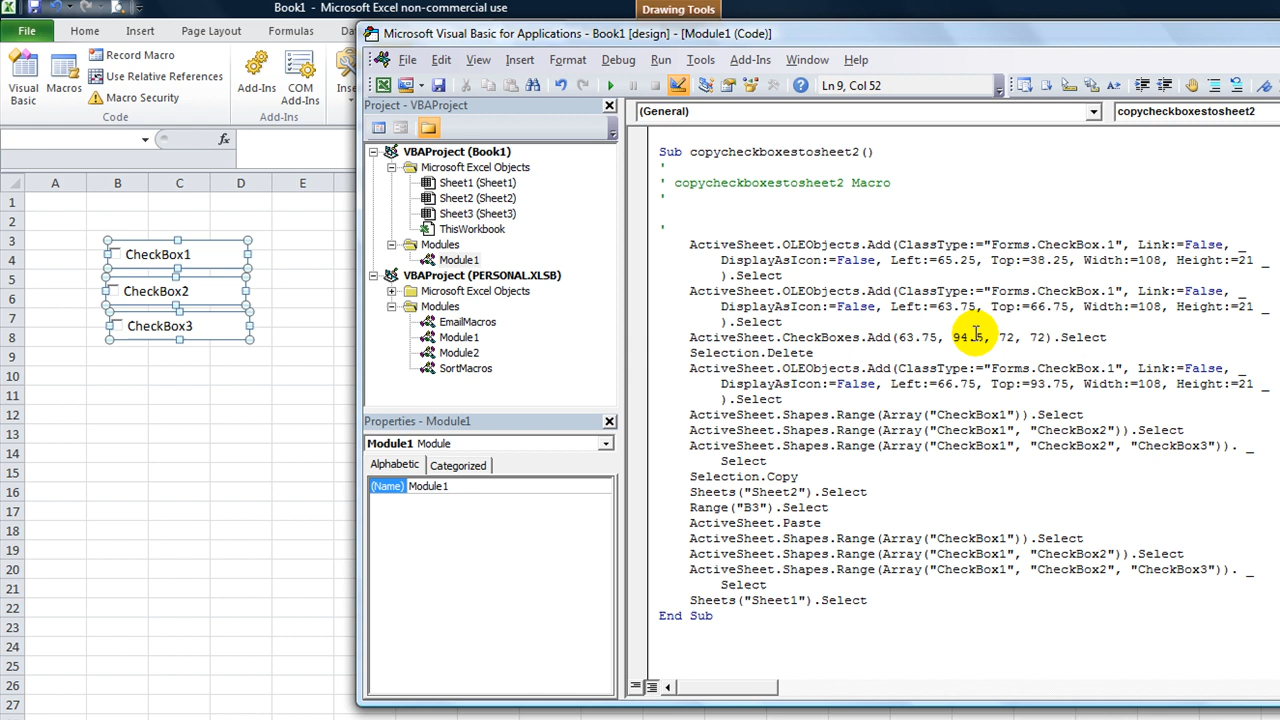 Book1 - Microsoft Excel non-commercial use
Drawing Tools
File Home Insert Page Layout Formulas
Visual Basic
Macros
Record Macro
Use Relative References
Macro Security
Code
Add-Ins
COM Add-Ins
Add-Ins
fx
A B C D E
1
2
3
4
5
6
7
8
9
10
11
12
13
14
15
16
17
18
19
20
21
22
23
24
25
26
27
CheckBox1
CheckBox2
CheckBox3
Microsoft Visual Basic for Applications - Book1 [design] - [Module1 (Code)]
File Edit View Insert Format Debug Run Tools Add-Ins Window Help
Ln 9, Col 52
Project - VBAProject
VBAProject (Book1)
Microsoft Excel Objects
Sheet1 (Sheet1)
Sheet2 (Sheet2)
Sheet3 (Sheet3)
ThisWorkbook
Modules
Module1
VBAProject (PERSONAL.XLSB)
Microsoft Excel Objects
Modules
EmailMacros
Module1
Module2
SortMacros
Properties - Module1
Module1 Module
Alphabetic Categorized
(Name) Module1
(General) copycheckboxestosheet2
Sub copycheckboxestosheet2()
'
' copycheckboxestosheet2 Macro
'
'
ActiveSheet.OLEObjects.Add(ClassType:="Forms.CheckBox.1", Link:=False, _
DisplayAsIcon:=False, Left:=65.25, Top:=38.25, Width:=108, Height:=21 _
).Select
ActiveSheet.OLEObjects.Add(ClassType:="Forms.CheckBox.1", Link:=False, _
DisplayAsIcon:=False, Left:=63.75, Top:=66.75, Width:=108, Height:=21 _
).Select
ActiveSheet.CheckBoxes.Add(63.75, 94.5, 72, 72).Select
Selection.Delete
ActiveSheet.OLEObjects.Add(ClassType:="Forms.CheckBox.1", Link:=False, _
DisplayAsIcon:=False, Left:=66.75, Top:=93.75, Width:=108, Height:=21 _
).Select
ActiveSheet.Shapes.Range(Array("CheckBox1")).Select
ActiveSheet.Shapes.Range(Array("CheckBox1", "CheckBox2")).Select
ActiveSheet.Shapes.Range(Array("CheckBox1", "CheckBox2", "CheckBox3")). _
Select
Selection.Copy
Sheets("Sheet2").Select
Range("B3").Select
ActiveSheet.Paste
ActiveSheet.Shapes.Range(Array("CheckBox1")).Select
ActiveSheet.Shapes.Range(Array("CheckBox1", "CheckBox2")).Select
ActiveSheet.Shapes.Range(Array("CheckBox1", "CheckBox2", "CheckBox3")). _
Select
Sheets("Sheet1").Select
End Sub